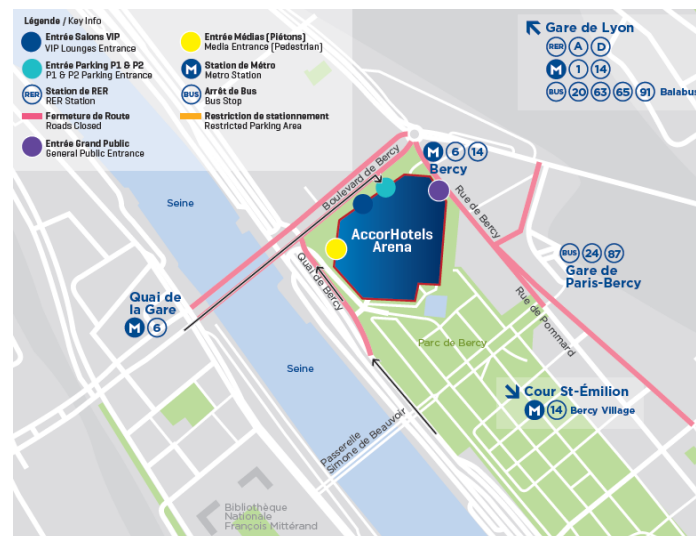 Légende / Key Info
Entrée Salons VIP
VIP Lounges Entrance
Entrée Parking P1 & P2
P1 & P2 Parking Entrance
RER Station de RER
RER Station
Fermeture de Route
Roads Closed
Entrée Grand Public
General Public Entrance
Entrée Médias (Piétons)
Media Entrance (Pedestrian)
M Station de Métro
Metro Station
BUS Arrêt de Bus
Bus Stop
Restriction de stationnement
Restricted Parking Area
Gare de Lyon
RER A D
M 1 14
BUS 20 63 65 91 Balabus
M 6 14
Bercy
Boulevard de Bercy
Rue de Bercy
Seine
AccorHotels
Arena
Quai de Bercy
BUS 24 87
Gare de
Paris-Bercy
Quai de
la Gare
M 6
Rue de Pommard
Parc de Bercy
Seine
Cour St-Émilion
M 14 Bercy Village
Passerelle
Simone de Beauvoir
Bibliothèque
Nationale
François Mittérand